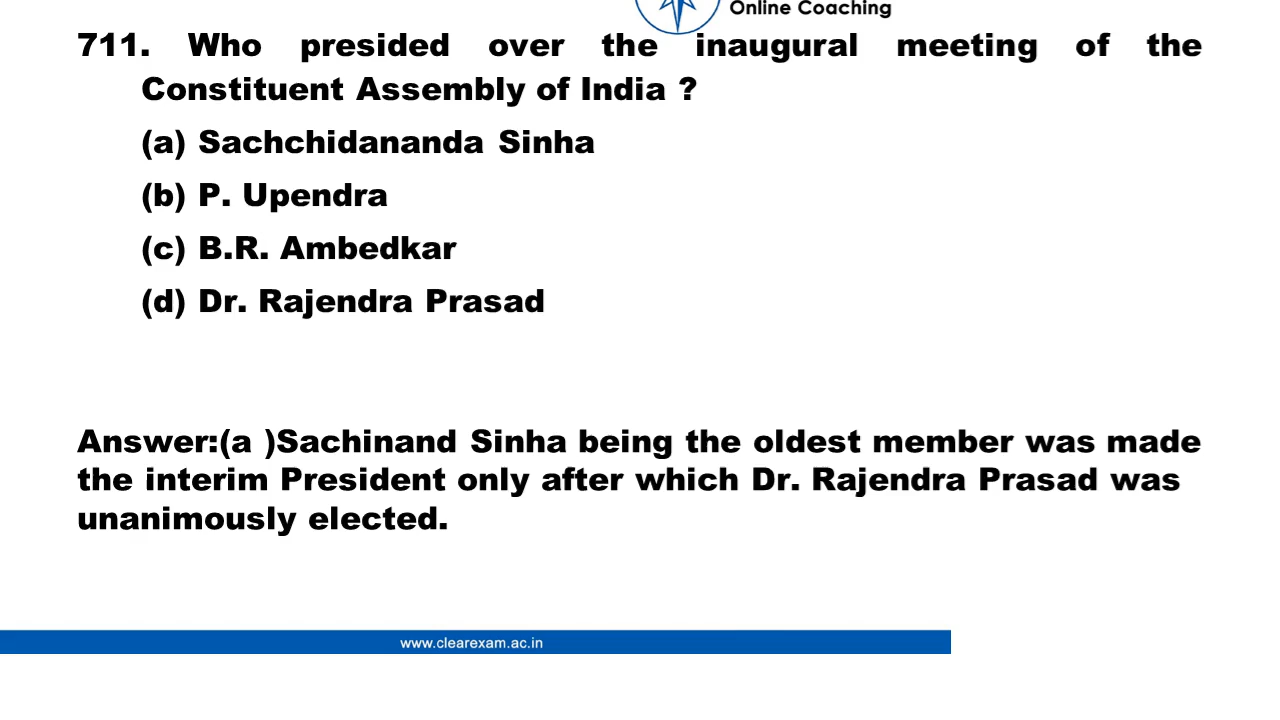 Online Coaching
711. Who presided over the inaugural meeting of the
Constituent Assembly of India ?
(a) Sachchidananda Sinha
(b) P. Upendra
(c) B.R. Ambedkar
(d) Dr. Rajendra Prasad
Answer:(a )Sachinand Sinha being the oldest member was made
the interim President only after which Dr. Rajendra Prasad was
unanimously elected.
www.clearexam.ac.in